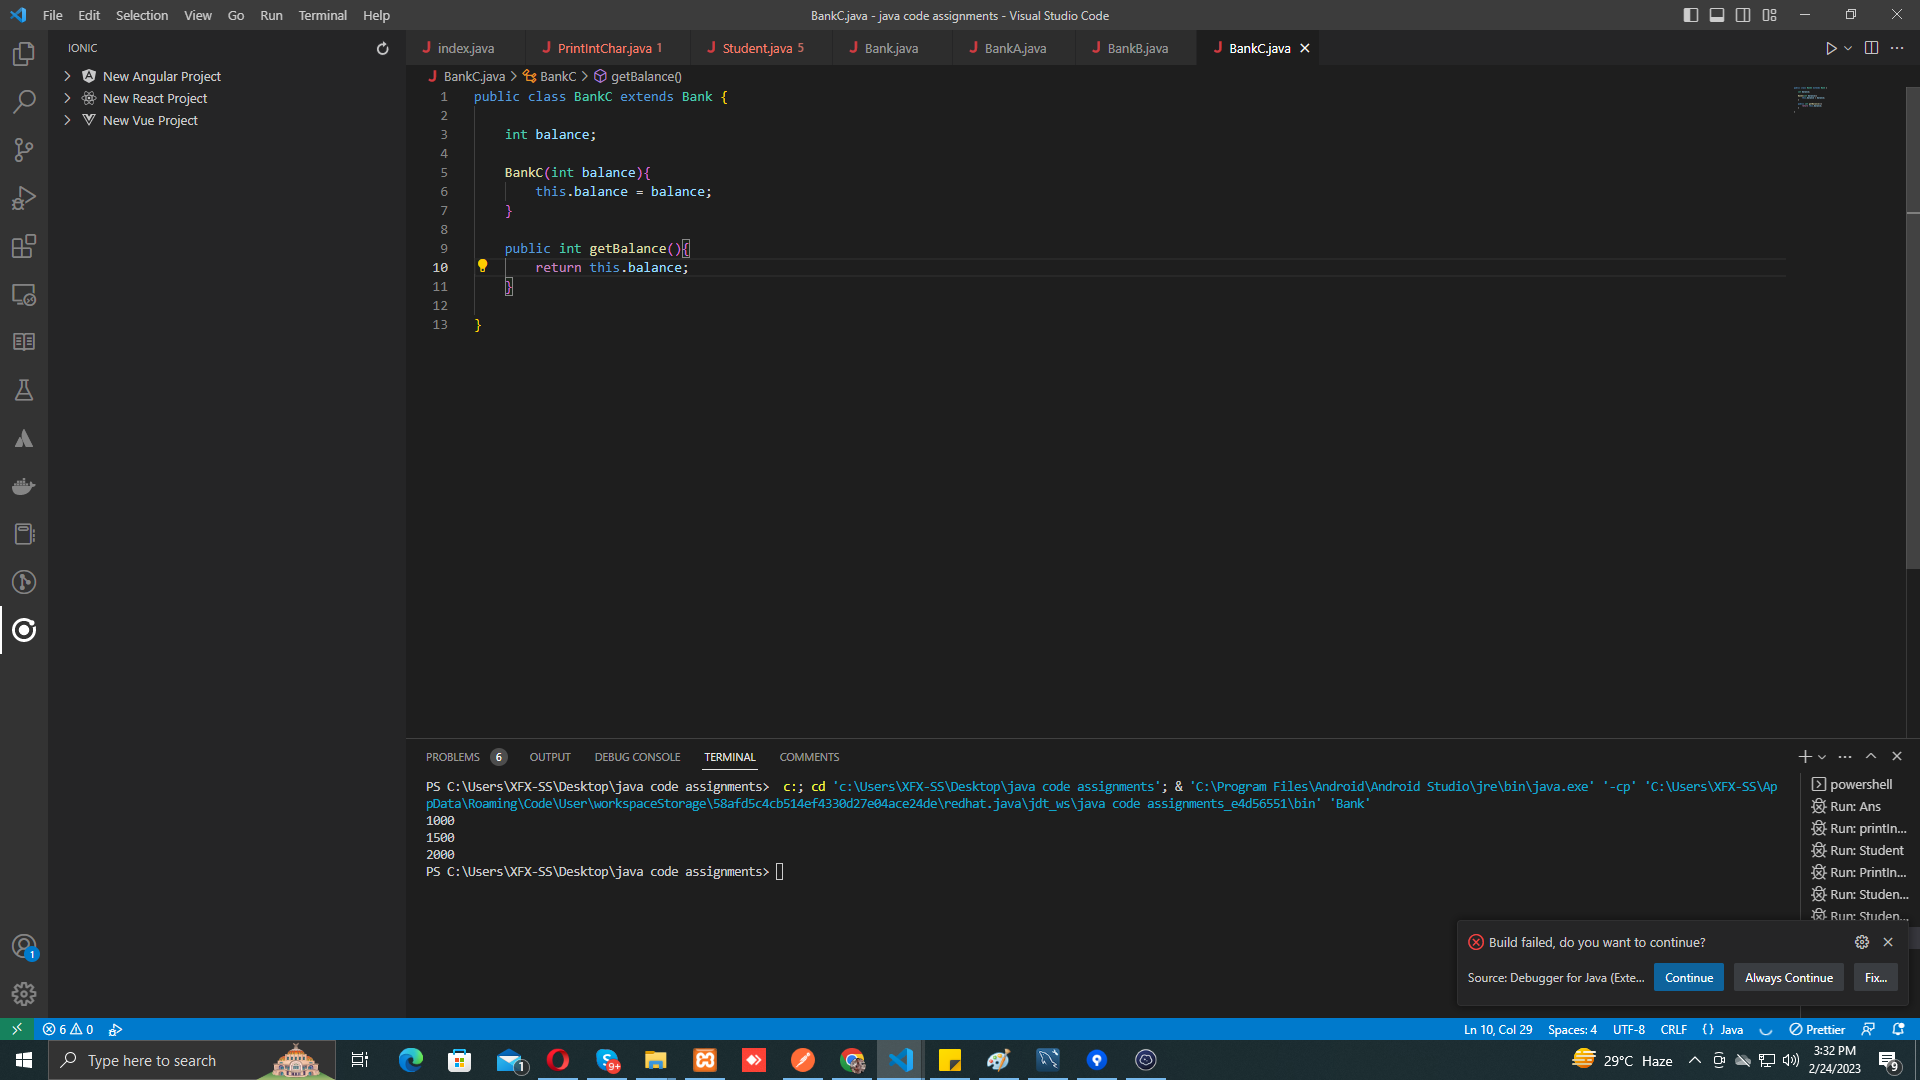 File Edit Selection View Go Run Terminal Help
BankC.java - java code assignments - Visual Studio Code
IONIC
New Angular Project
New React Project
New Vue Project
index.java PrintIntChar.java 1 Student.java 5 Bank.java BankA.java BankB.java BankC.java
BankC.java > BankC > getBalance()
1 public class BankC extends Bank {
2
3 int balance;
4
5 BankC(int balance){
6 this.balance = balance;
7 }
8
9 public int getBalance(){
10 return this.balance;
11 }
12
13 }
PROBLEMS 6 OUTPUT DEBUG CONSOLE TERMINAL COMMENTS
PS C:\Users\XFX-SS\Desktop\java code assignments> c:; cd 'c:\Users\XFX-SS\Desktop\java code assignments'; & 'C:\Program Files\Android\Android Studio\jre\bin\java.exe' '-cp' 'C:\Users\XFX-SS\Ap
pData\Roaming\Code\User\workspaceStorage\58afd5c4cb514ef4330d27e04ace24de\redhat.java\jdt_ws\java code assignments_e4d56551\bin' 'Bank'
1000
1500
2000
PS C:\Users\XFX-SS\Desktop\java code assignments>
powershell
Run: Ans
Run: printIn...
Run: Student
Run: PrintIn...
Run: Studen...
Run: Studen...
Build failed, do you want to continue?
Source: Debugger for Java (Exte... Continue Always Continue Fix...
1
6 0
Ln 10, Col 29 Spaces: 4 UTF-8 CRLF {} Java Prettier
Type here to search
1
9+
29°C Haze
3:32 PM
2/24/2023
9